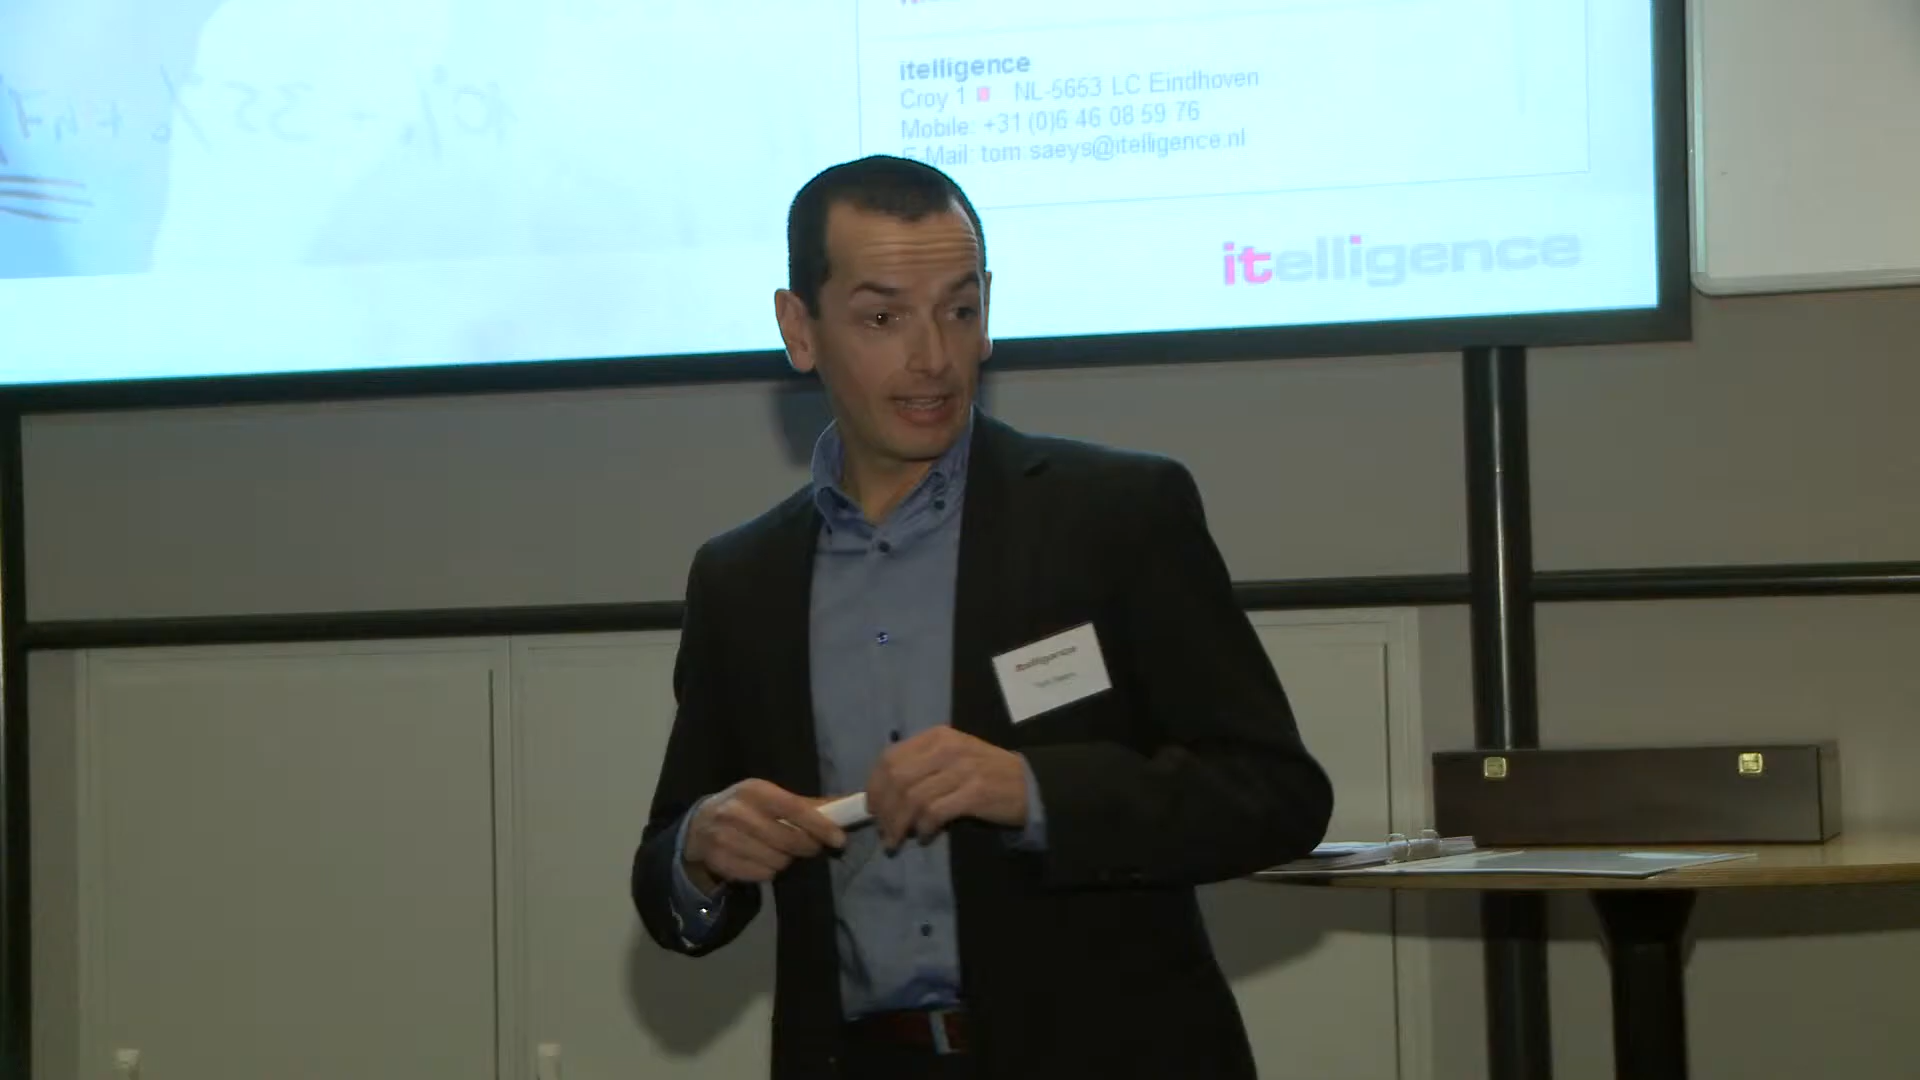 itelligence
Croy 1 ■ NL-5653 LC Eindhoven
Mobile: +31 (0)6 46 08 59 76
E-Mail: tom.saeys@itelligence.nl
itelligence
itelligence